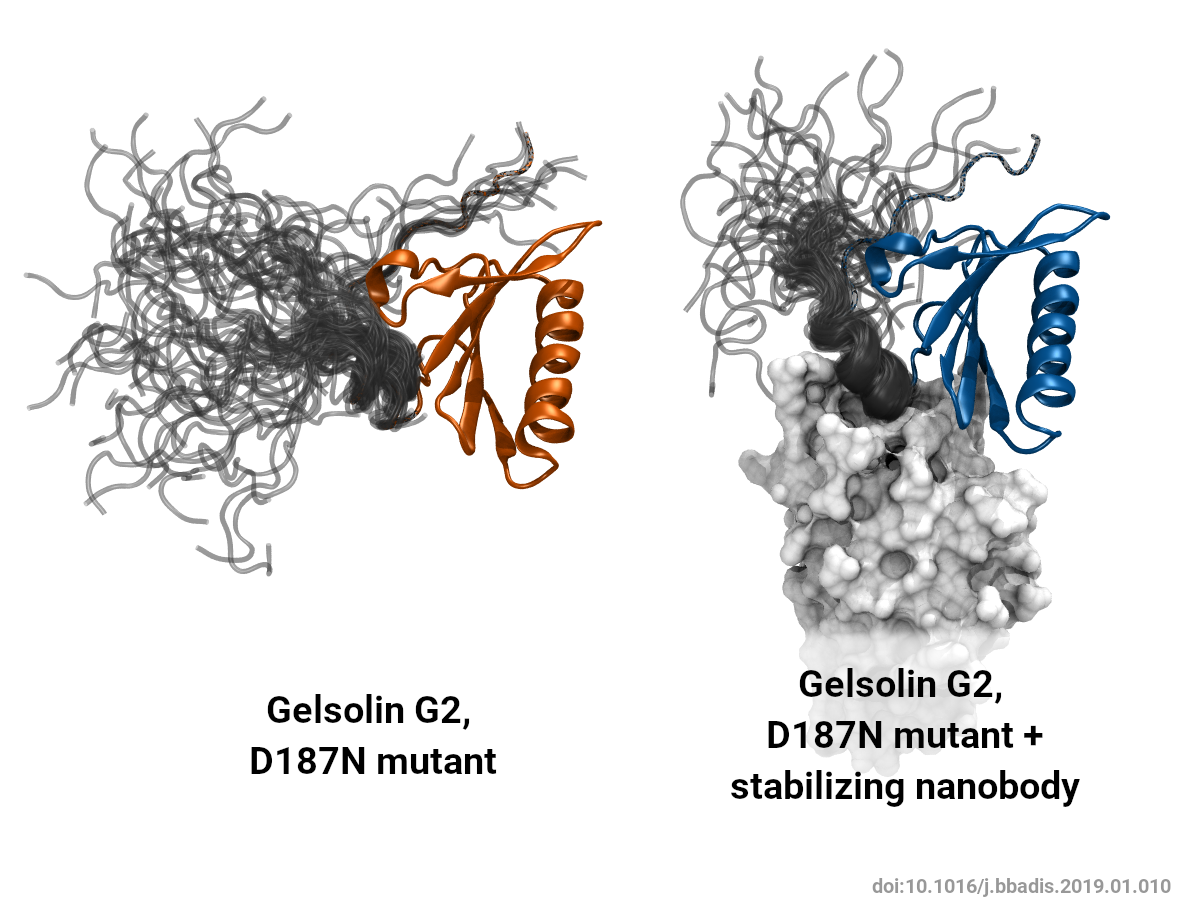 Gelsolin G2,
D187N mutant
Gelsolin G2,
D187N mutant +
stabilizing nanobody
doi:10.1016/j.bbadis.2019.01.010